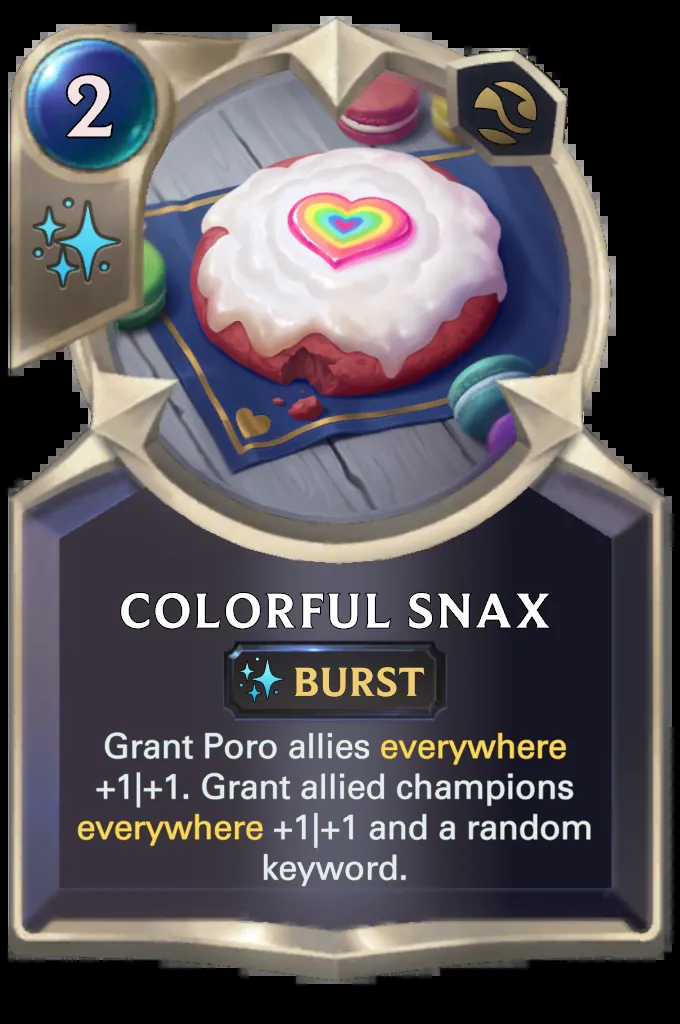 2
COLORFUL SNAX
BURST
Grant Poro allies everywhere
+1|+1. Grant allied champions
everywhere +1|+1 and a random
keyword.